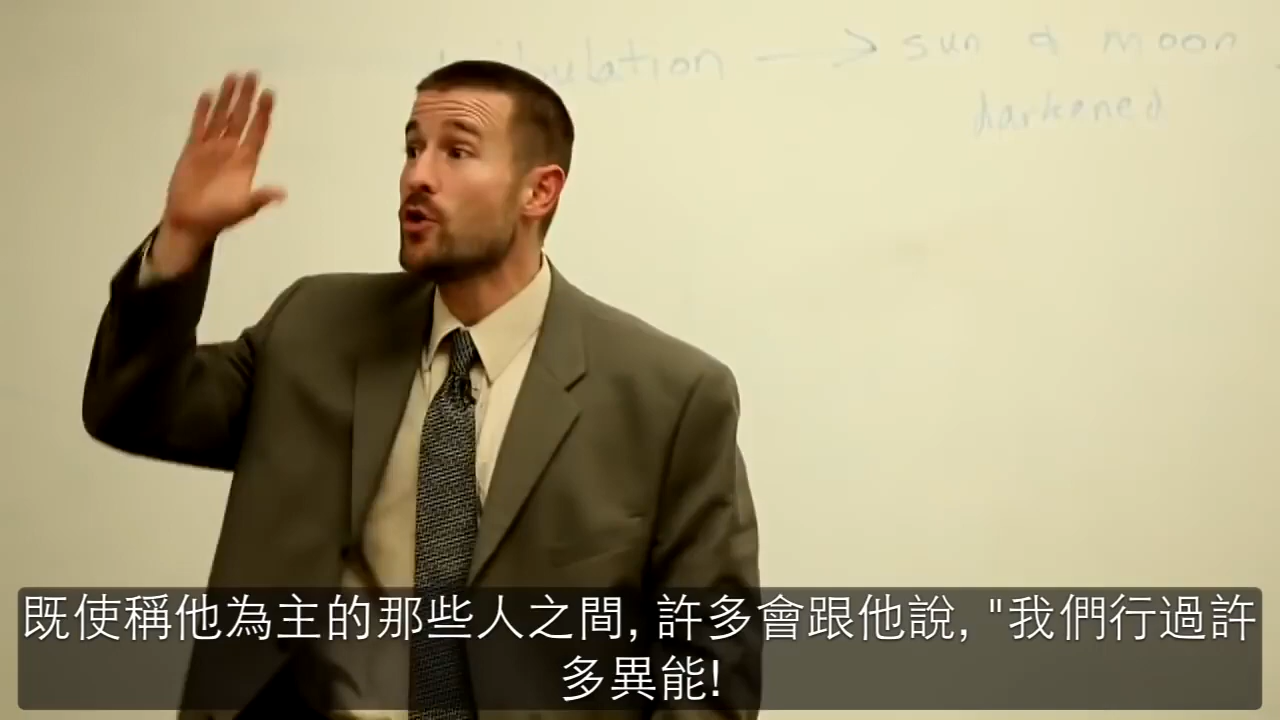 tribulation → sun & moon
darkened
既使稱他為主的那些人之間, 許多會跟他說, "我們行過許
多異能!